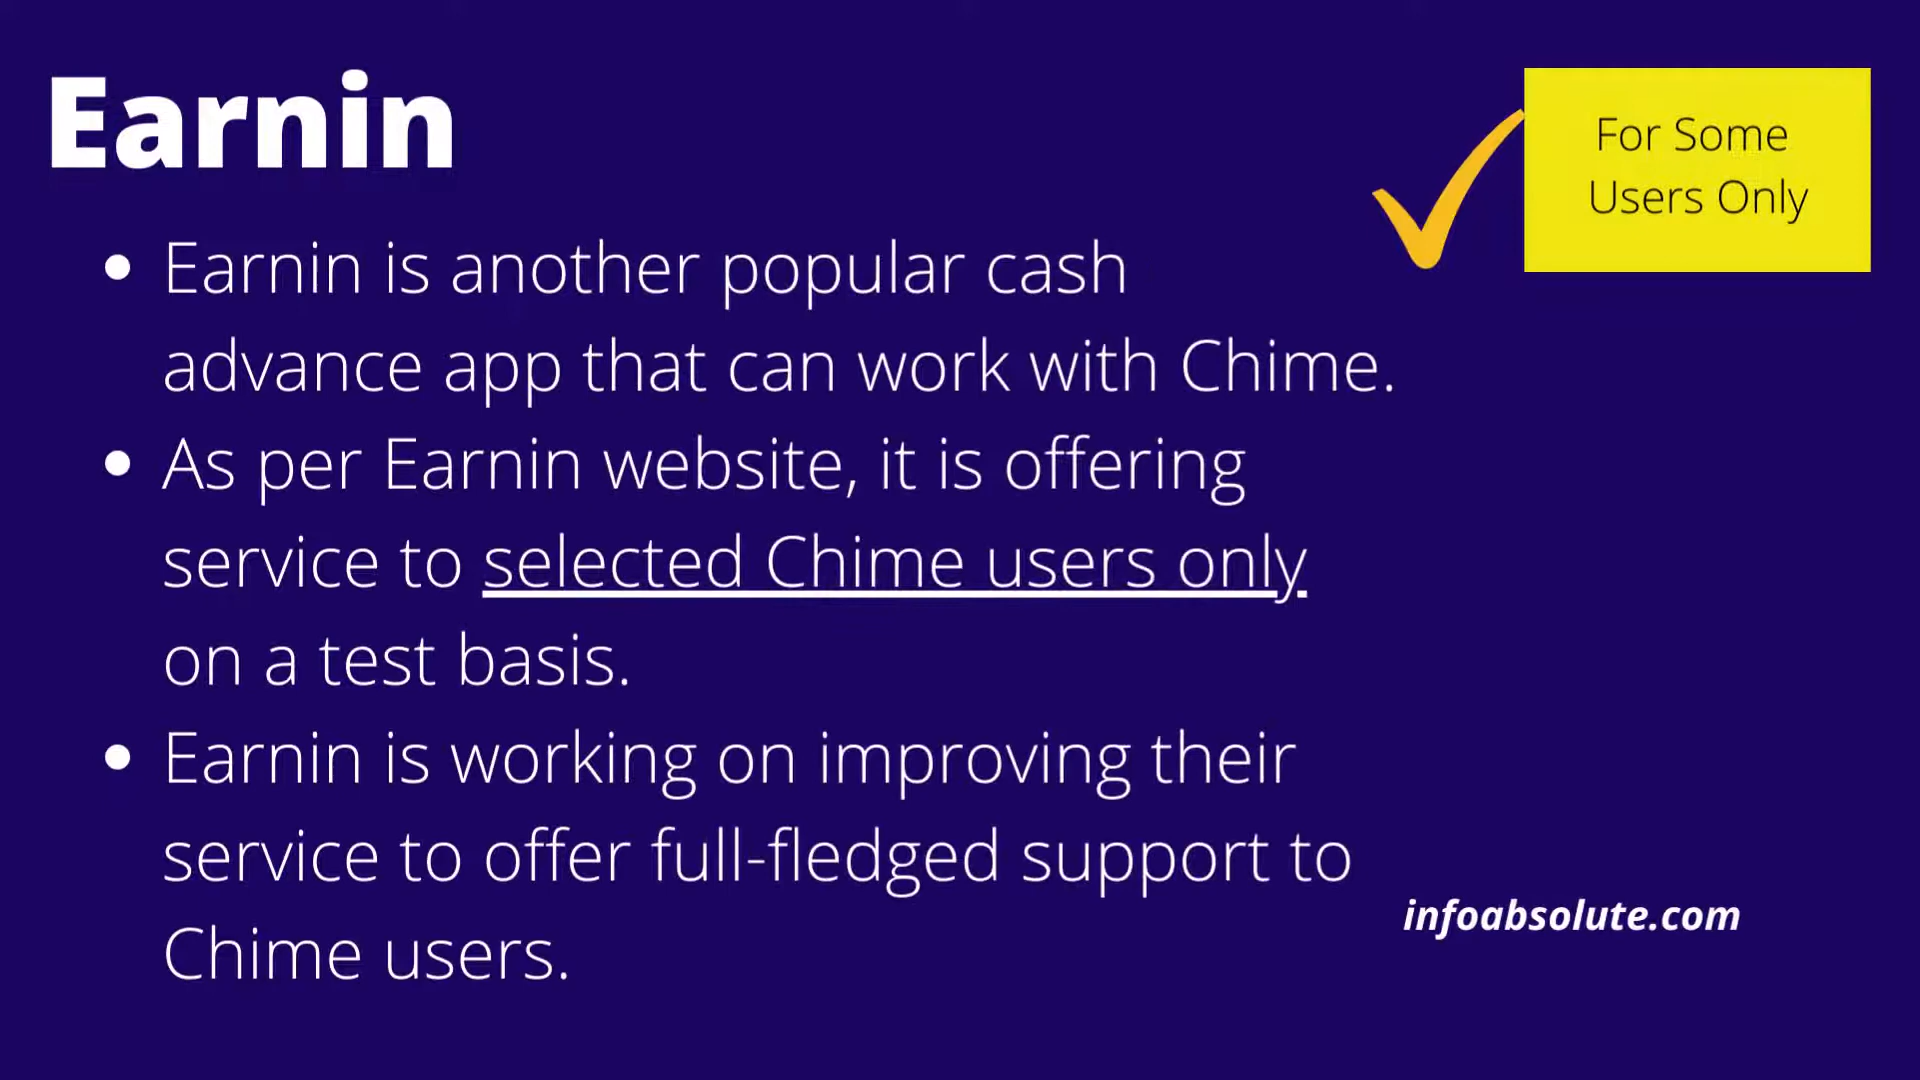 Earnin
For Some
Users Only
• Earnin is another popular cash
advance app that can work with Chime.
• As per Earnin website, it is offering
service to selected Chime users only
on a test basis.
• Earnin is working on improving their
service to offer full-fledged support to
Chime users.
infoabsolute.com